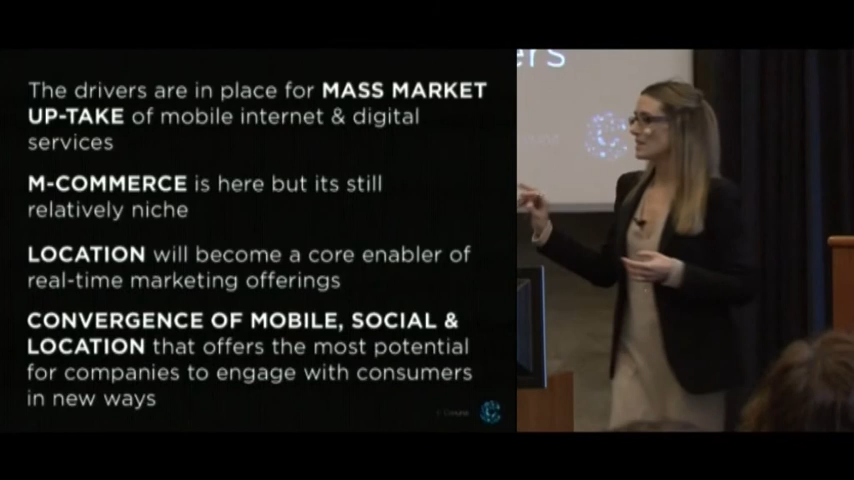 The drivers are in place for MASS MARKET
UP-TAKE of mobile internet & digital
services
M-COMMERCE is here but its still
relatively niche
LOCATION will become a core enabler of
real-time marketing offerings
CONVERGENCE OF MOBILE, SOCIAL &
LOCATION that offers the most potential
for companies to engage with consumers
in new ways
ers